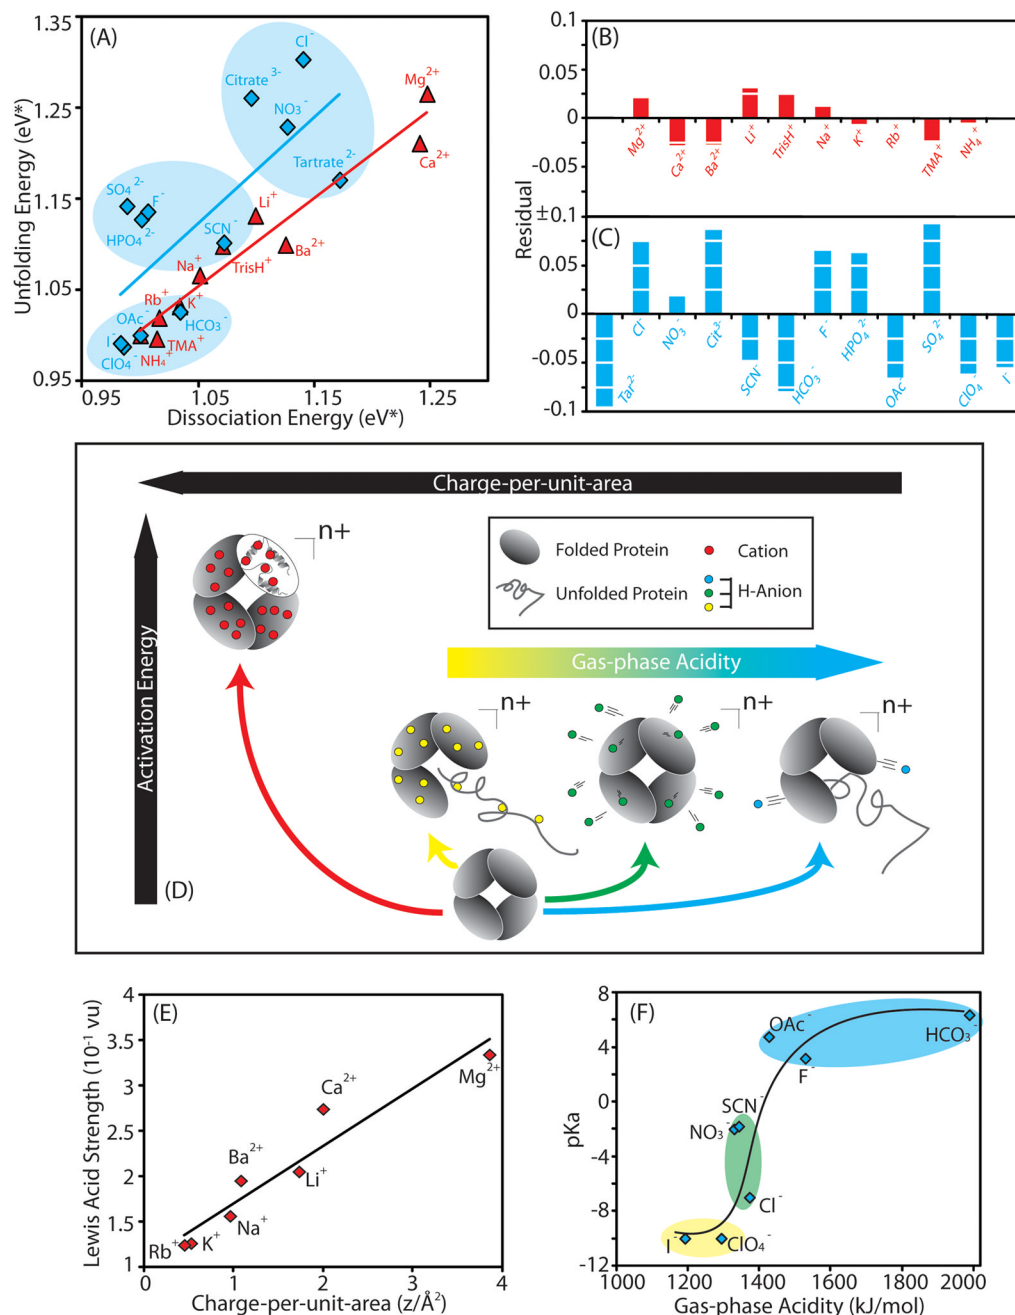 (A)
1.35
1.25
1.15
1.05
0.95
Unfolding Energy (eV*)
0.95
1.05
1.15
1.25
Dissociation Energy (eV*)
Cl⁻
Citrate³⁻
NO₃⁻
Tartrate²⁻
Mg²⁺
Ca²⁺
SO₄²⁻
F⁻
HPO₄²⁻
SCN⁻
Li⁺
Ba²⁺
TrisH⁺
Na⁺
Rb⁺
K⁺
OAc⁻
HCO₃⁻
I⁻
ClO₄⁻
NH₄⁺
TMA⁺
(B)
0.1
0.05
0
-0.05
±0.1
Residual
Mg²⁺
Ca²⁺
Ba²⁺
Li⁺
TrisH⁺
Na⁺
K⁺
Rb⁺
TMA⁺
NH₄⁺
(C)
0.05
0
-0.05
-0.1
Tar²⁻
Cl⁻
NO₃⁻
Cit³⁻
SCN⁻
HCO₃⁻
F⁻
HPO₄²⁻
OAc⁻
SO₄²⁻
ClO₄⁻
I⁻
Charge-per-unit-area
Activation Energy
n+
Folded Protein
Cation
Unfolded Protein
H-Anion
Gas-phase Acidity
n+
n+
n+
(D)
(E)
4
3.5
3
2.5
2
1.5
1
Lewis Acid Strength (10⁻¹ vu)
0
1
2
3
4
Charge-per-unit-area (z/Å²)
Mg²⁺
Ca²⁺
Ba²⁺
Li⁺
Na⁺
Rb⁺
K⁺
(F)
8
4
0
-4
-8
-12
pKa
1000
1200
1400
1600
1800
2000
Gas-phase Acidity (kJ/mol)
OAc⁻
HCO₃⁻
F⁻
SCN⁻
NO₃⁻
Cl⁻
I⁻
ClO₄⁻